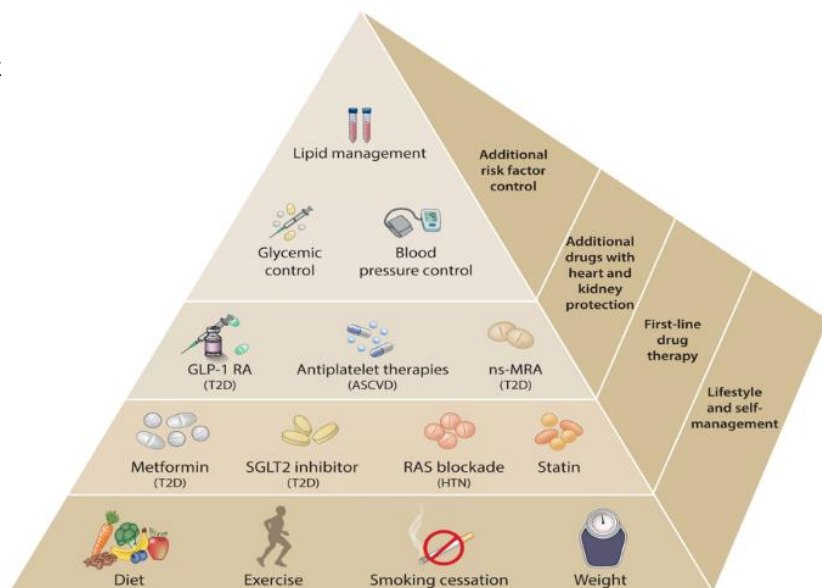 Lipid management
Glycemic
control
Blood
pressure control
Additional
risk factor
control
GLP-1 RA
(T2D)
Antiplatelet therapies
(ASCVD)
ns-MRA
(T2D)
Additional
drugs with
heart and
kidney
protection
Metformin
(T2D)
SGLT2 inhibitor
(T2D)
RAS blockade
(HTN)
Statin
First-line
drug
therapy
Diet
Exercise
Smoking cessation
Weight
Lifestyle
and self-
management